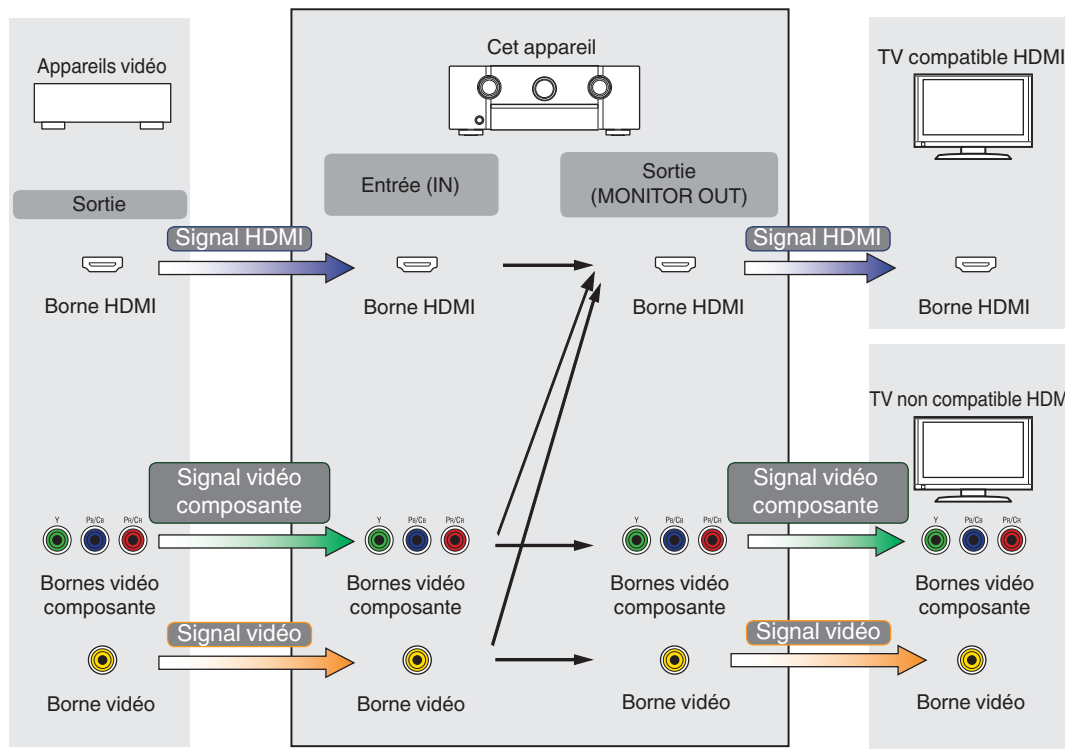 Appareils vidéo
Cet appareil
TV compatible HDMI
Sortie
Entrée (IN)
Sortie
(MONITOR OUT)
Signal HDMI
Signal HDMI
Borne HDMI
Borne HDMI
Borne HDMI
Borne HDMI
TV non compatible HDM
Signal vidéo
composante
Signal vidéo
composante
Y PB/CB PR/CR
Y PB/CB PR/CR
Y PB/CB PR/CR
Y PB/CB PR/CR
Bornes vidéo
composante
Bornes vidéo
composante
Bornes vidéo
composante
Bornes vidéo
composante
Signal vidéo
Signal vidéo
Borne vidéo
Borne vidéo
Borne vidéo
Borne vidéo